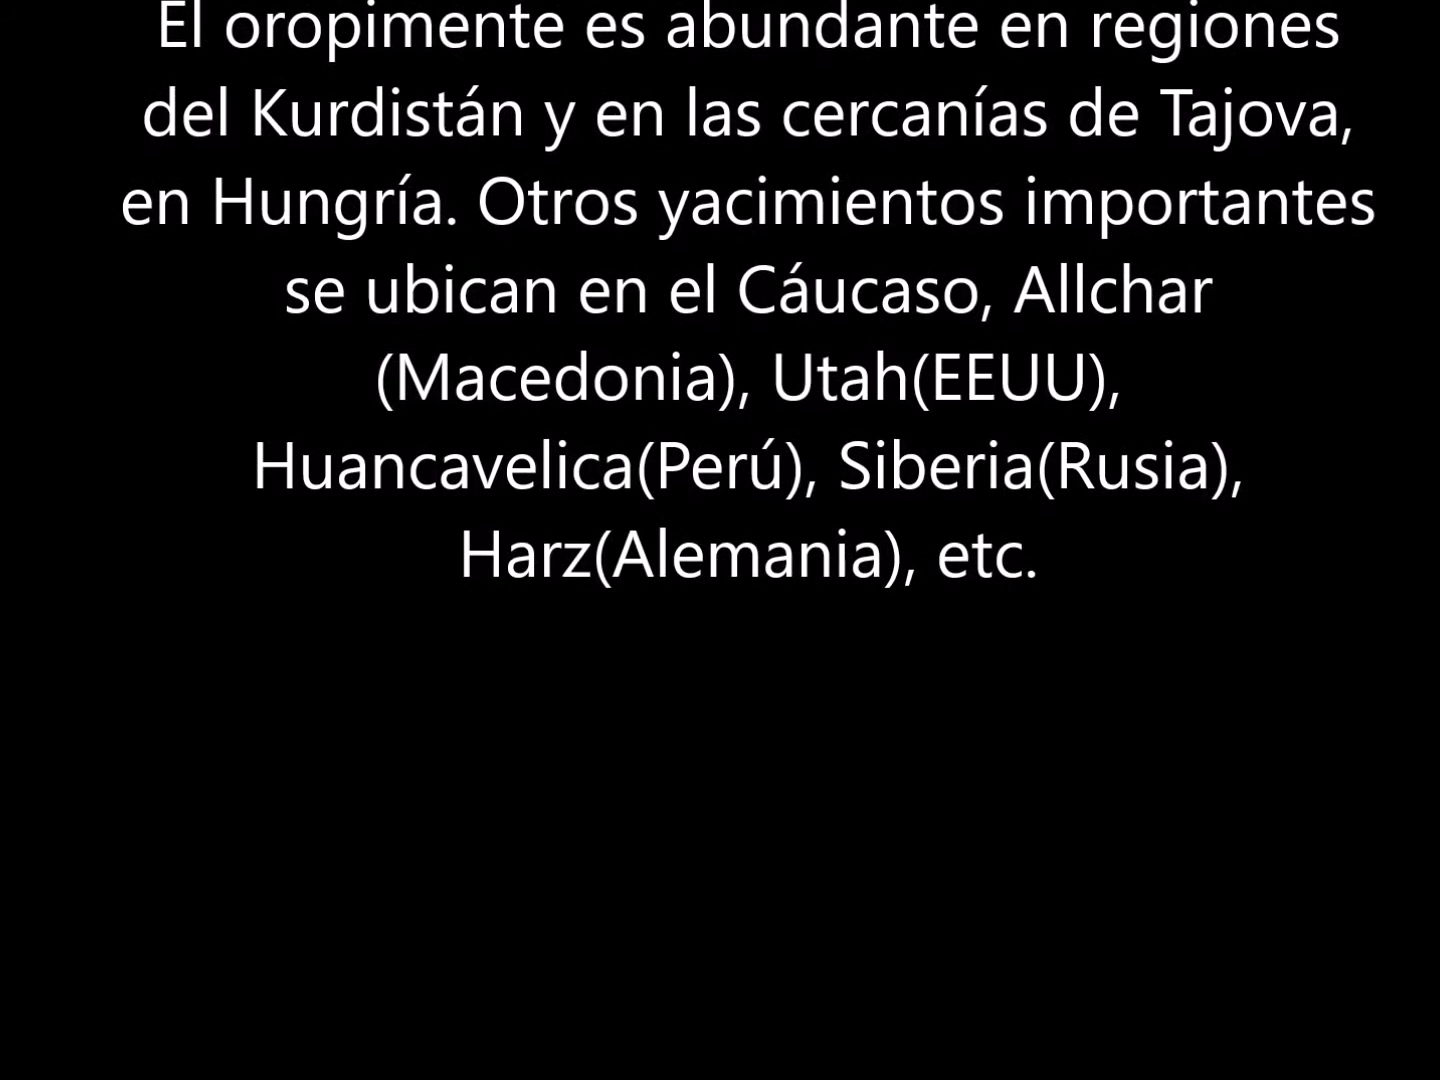 El oropimente es abundante en regiones
del Kurdistán y en las cercanías de Tajova,
en Hungría. Otros yacimientos importantes
se ubican en el Cáucaso, Allchar
(Macedonia), Utah(EEUU),
Huancavelica(Perú), Siberia(Rusia),
Harz(Alemania), etc.